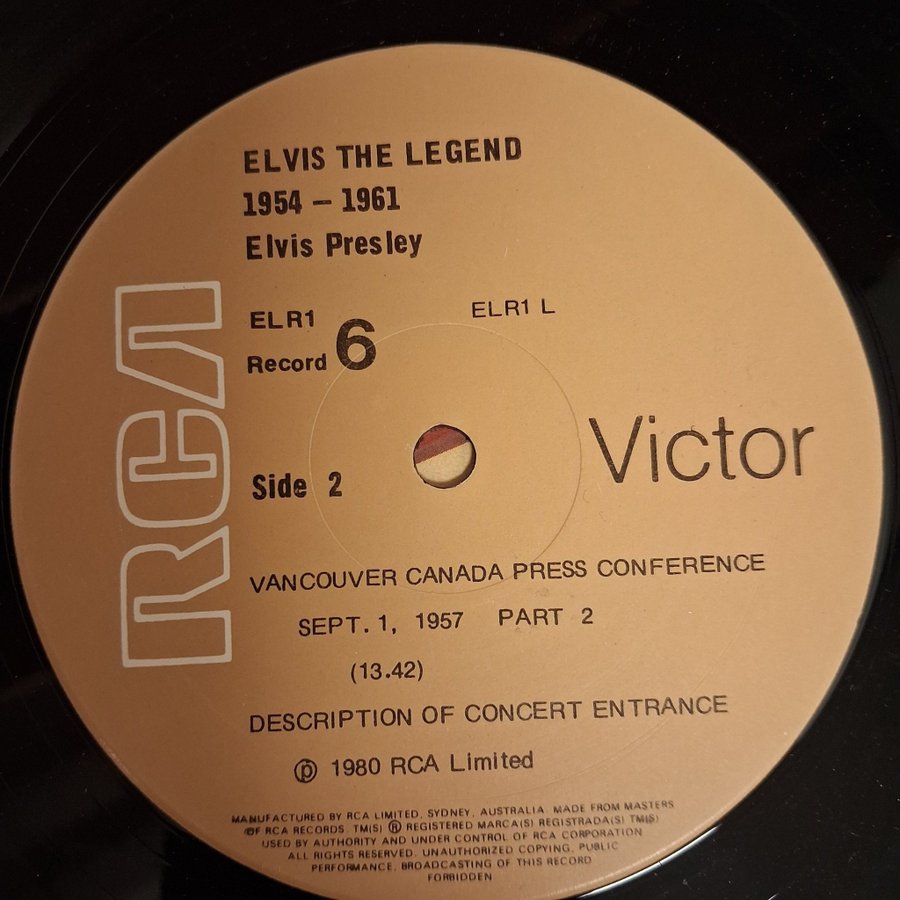 ELVIS THE LEGEND
1954 – 1961
Elvis Presley
ELR1 ELR1 L
Record 6
RCA
Victor
Side 2
VANCOUVER CANADA PRESS CONFERENCE
SEPT. 1, 1957 PART 2
(13.42)
DESCRIPTION OF CONCERT ENTRANCE
Ⓟ 1980 RCA Limited
MANUFACTURED BY RCA LIMITED, SYDNEY, AUSTRALIA. MADE FROM MASTERS
OF RCA RECORDS. TM(S) ® REGISTERED MARCA(S) REGISTRADA(S) TM(S)
USED BY AUTHORITY AND UNDER CONTROL OF RCA CORPORATION
ALL RIGHTS RESERVED. UNAUTHORIZED COPYING, PUBLIC
PERFORMANCE, BROADCASTING OF THIS RECORD
FORBIDDEN